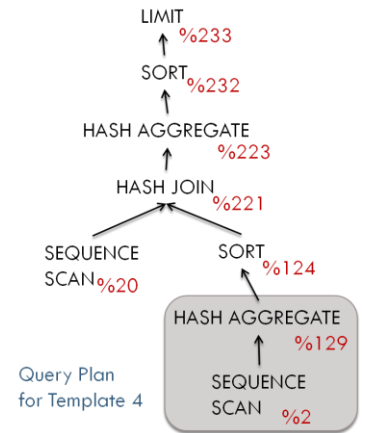 LIMIT
%233
SORT
%232
HASH AGGREGATE
%223
HASH JOIN
%221
SEQUENCE
SCAN %20
SORT
%124
HASH AGGREGATE
%129
SEQUENCE
SCAN %2
Query Plan
for Template 4